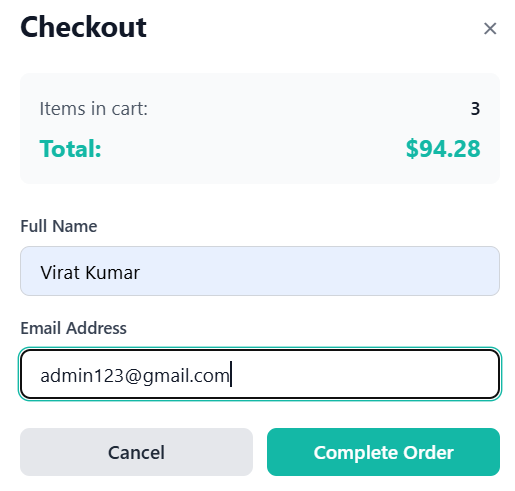 Checkout
×
Items in cart: 3
Total: $94.28
Full Name
Virat Kumar
Email Address
admin123@gmail.com
Cancel Complete Order